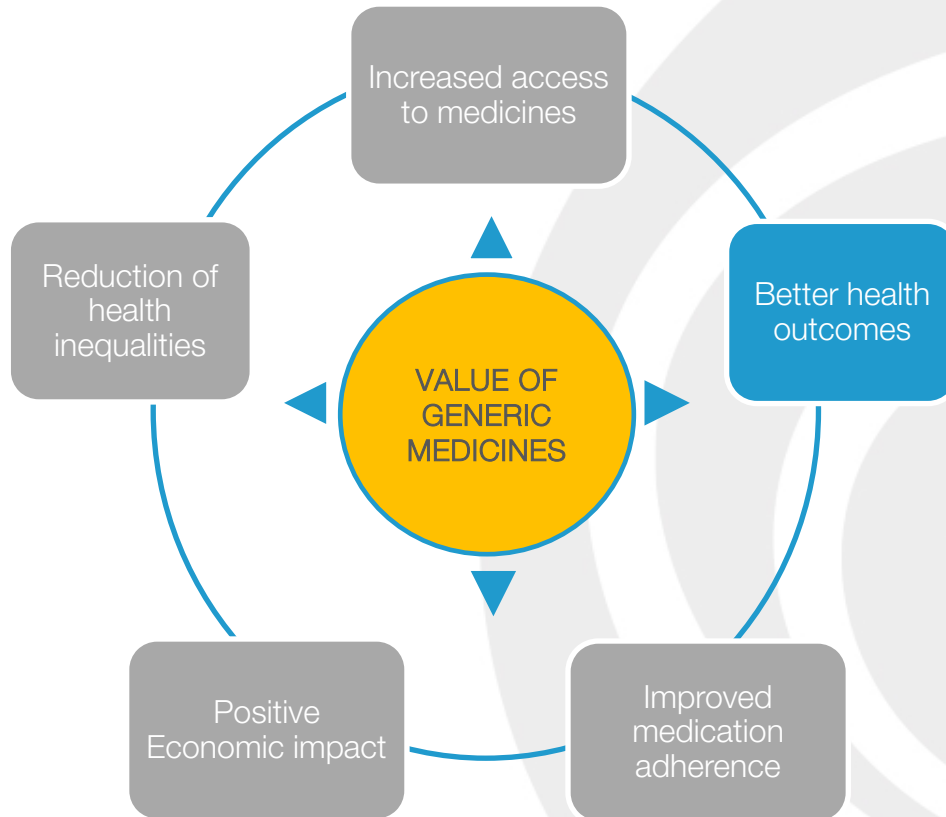 Increased access
to medicines
Reduction of
health
inequalities
Better health
outcomes
VALUE OF
GENERIC
MEDICINES
Positive
Economic impact
Improved
medication
adherence